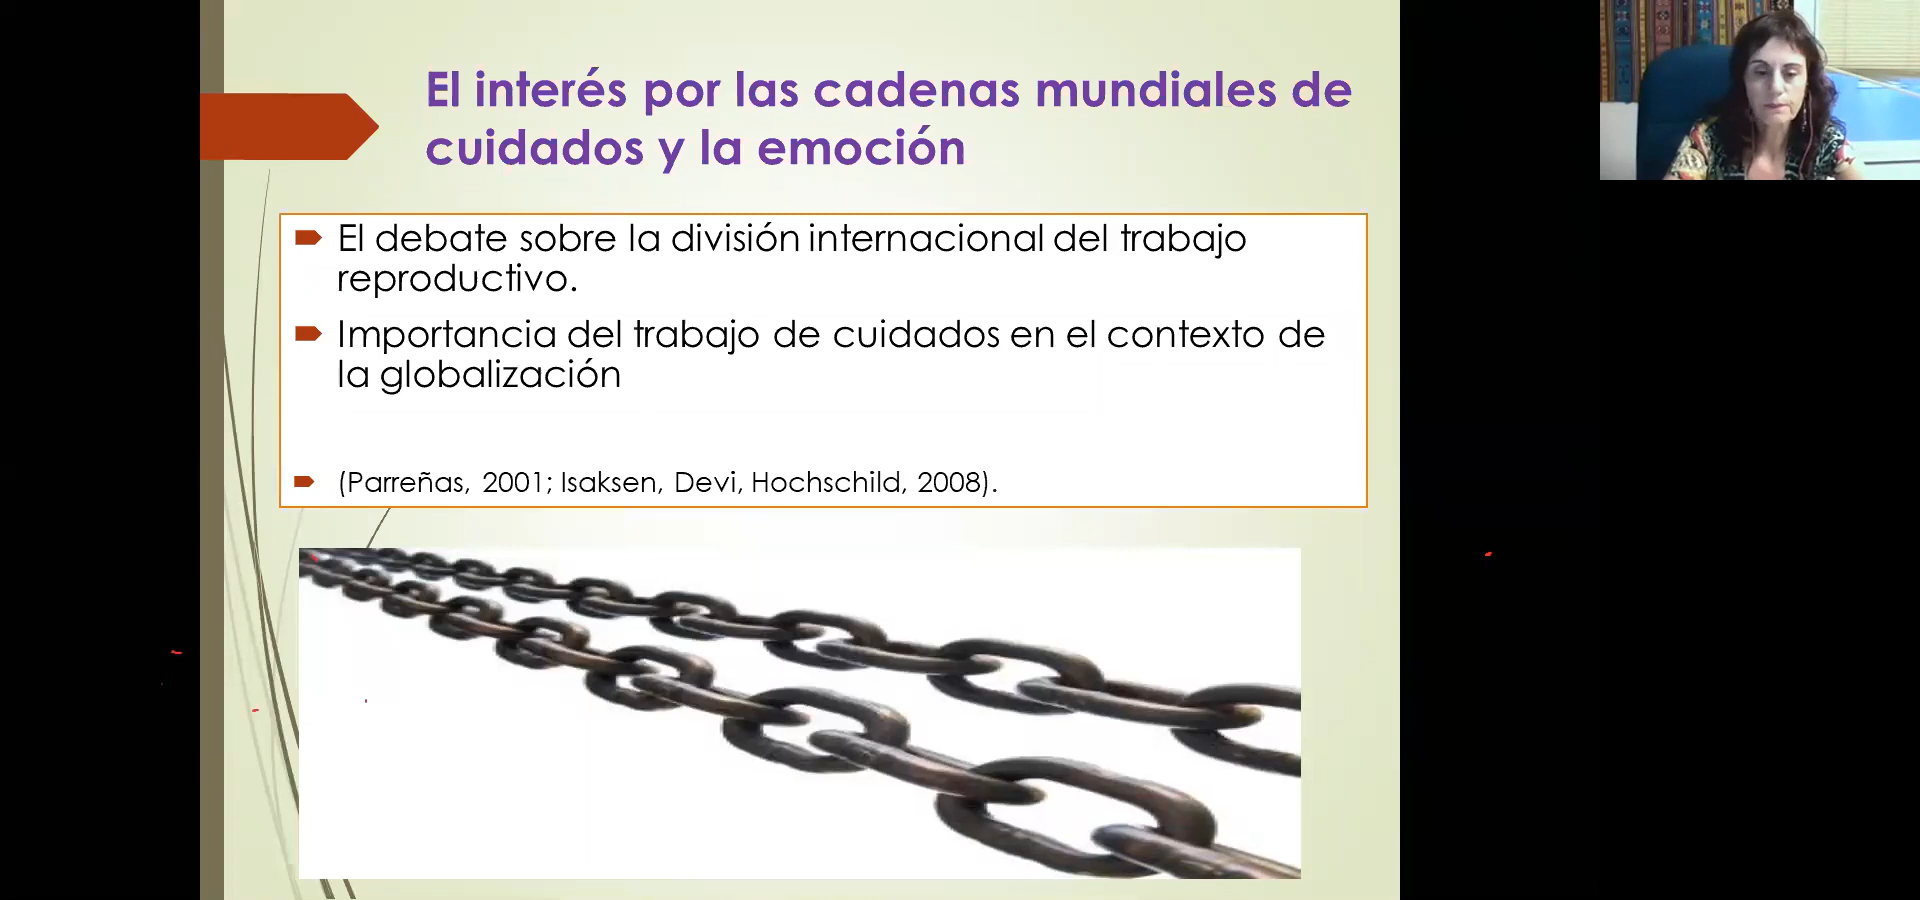 El interés por las cadenas mundiales de
cuidados y la emoción
El debate sobre la división internacional del trabajo
reproductivo.
Importancia del trabajo de cuidados en el contexto de
la globalización
(Parreñas, 2001; Isaksen, Devi, Hochschild, 2008).